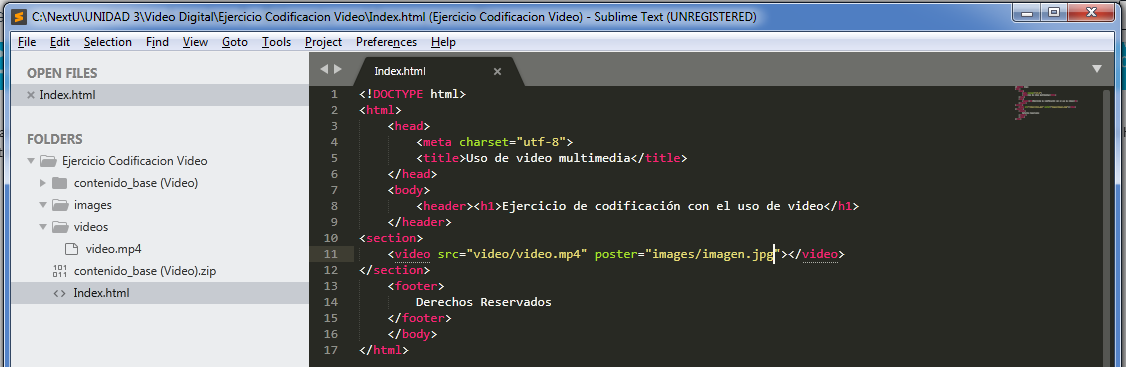 C:\NextU\UNIDAD 3\Video Digital\Ejercicio Codificacion Video\Index.html (Ejercicio Codificacion Video) - Sublime Text (UNREGISTERED)
File Edit Selection Find View Goto Tools Project Preferences Help
OPEN FILES
Index.html
FOLDERS
Ejercicio Codificacion Video
contenido_base (Video)
images
videos
video.mp4
contenido_base (Video).zip
Index.html
Index.html
1 <!DOCTYPE html>
2 <html>
3 <head>
4 <meta charset="utf-8">
5 <title>Uso de video multimedia</title>
6 </head>
7 <body>
8 <header><h1>Ejercicio de codificación con el uso de video</h1>
9 </header>
10 <section>
11 <video src="video/video.mp4" poster="images/imagen.jpg"></video>
12 </section>
13 <footer>
14 Derechos Reservados
15 </footer>
16 </body>
17 </html>